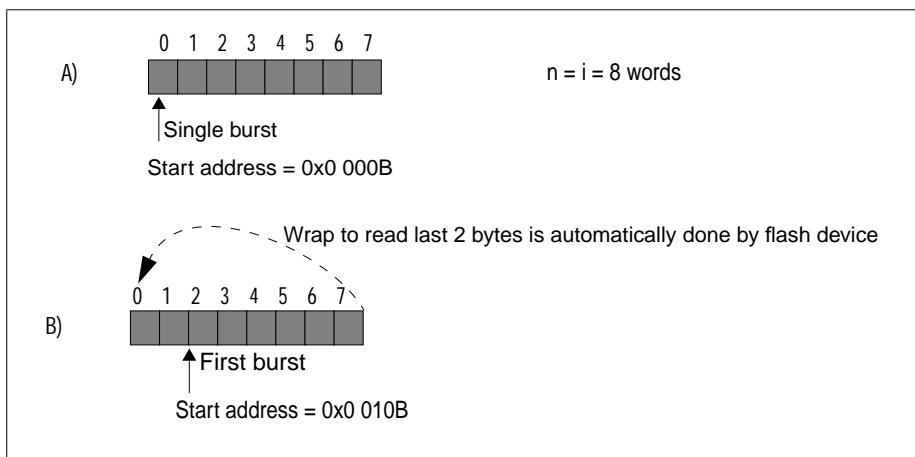 0 1 2 3 4 5 6 7
A)
n = i = 8 words
Single burst
Start address = 0x0 000B
Wrap to read last 2 bytes is automatically done by flash device
0 1 2 3 4 5 6 7
B)
First burst
Start address = 0x0 010B